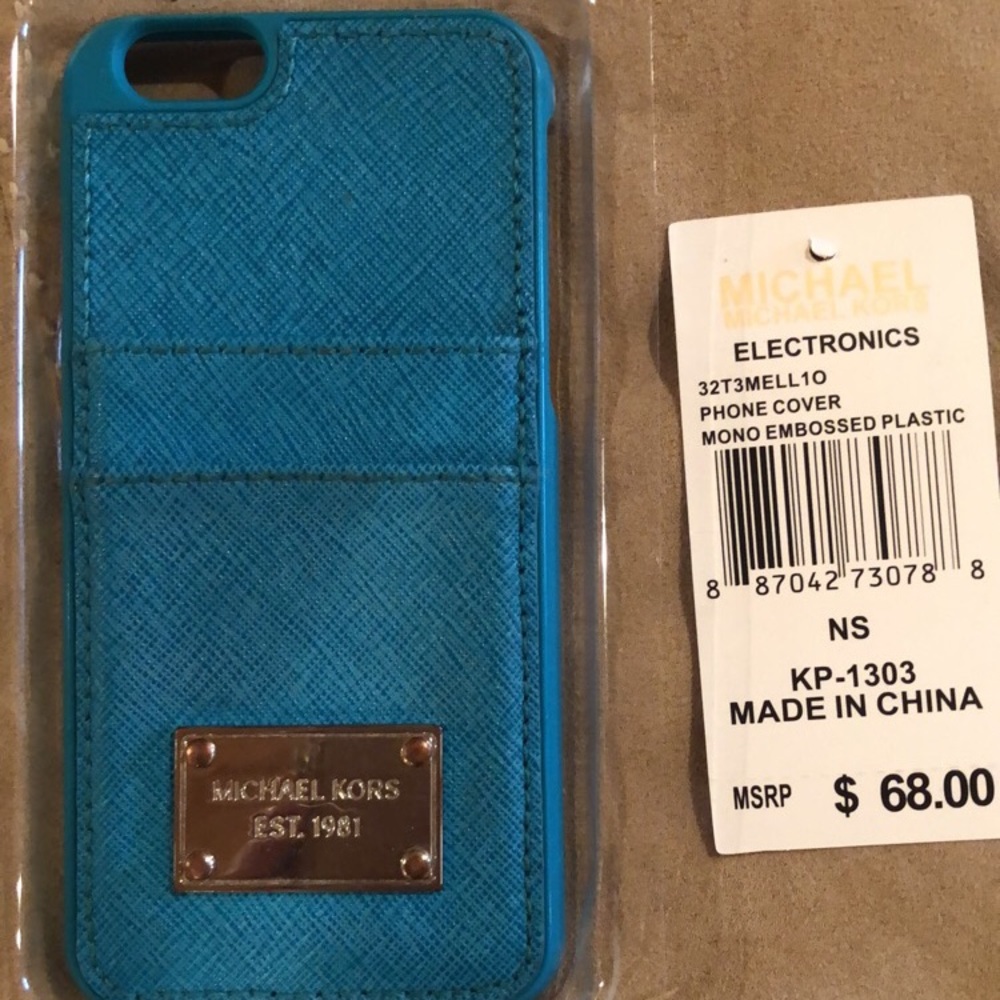 MICHAEL KORS
EST. 1981
MICHAEL
MICHAEL KORS
ELECTRONICS
32T3MELL1O
PHONE COVER
MONO EMBOSSED PLASTIC
8 87042 73078 8
NS
KP-1303
MADE IN CHINA
MSRP $ 68.00